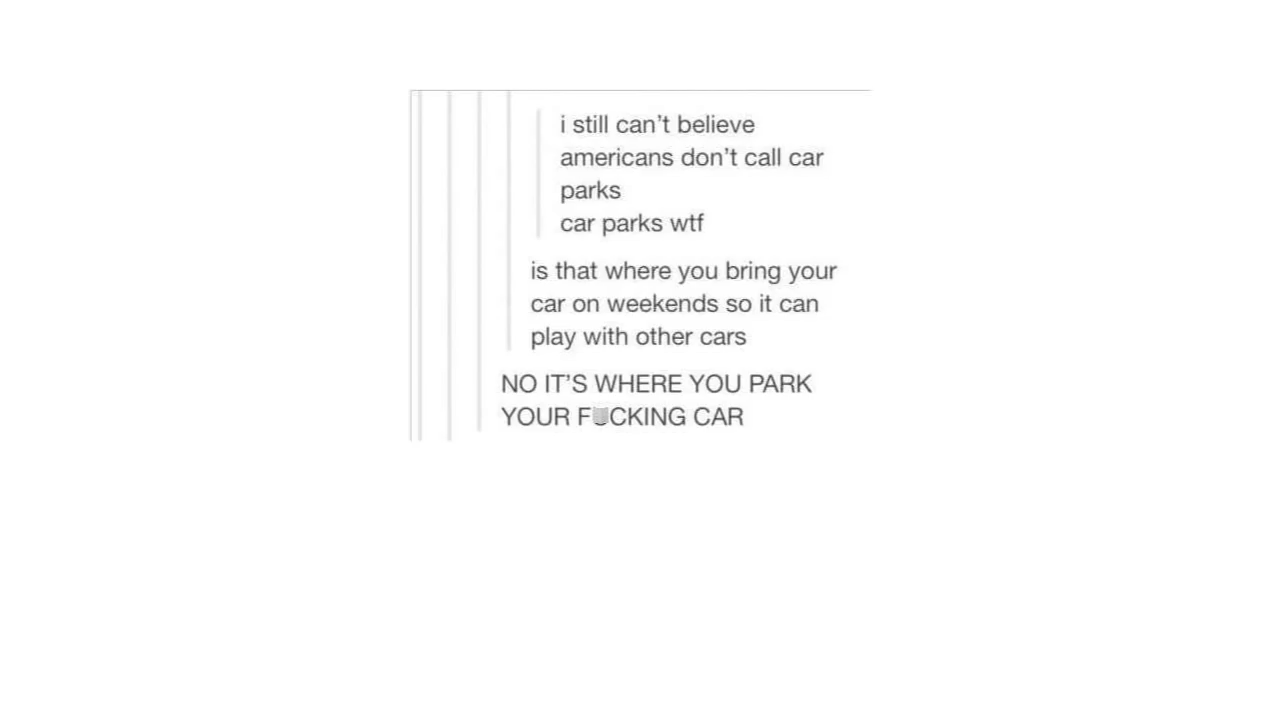 i still can't believe
americans don't call car
parks
car parks wtf
is that where you bring your
car on weekends so it can
play with other cars
NO IT'S WHERE YOU PARK
YOUR FUCKING CAR